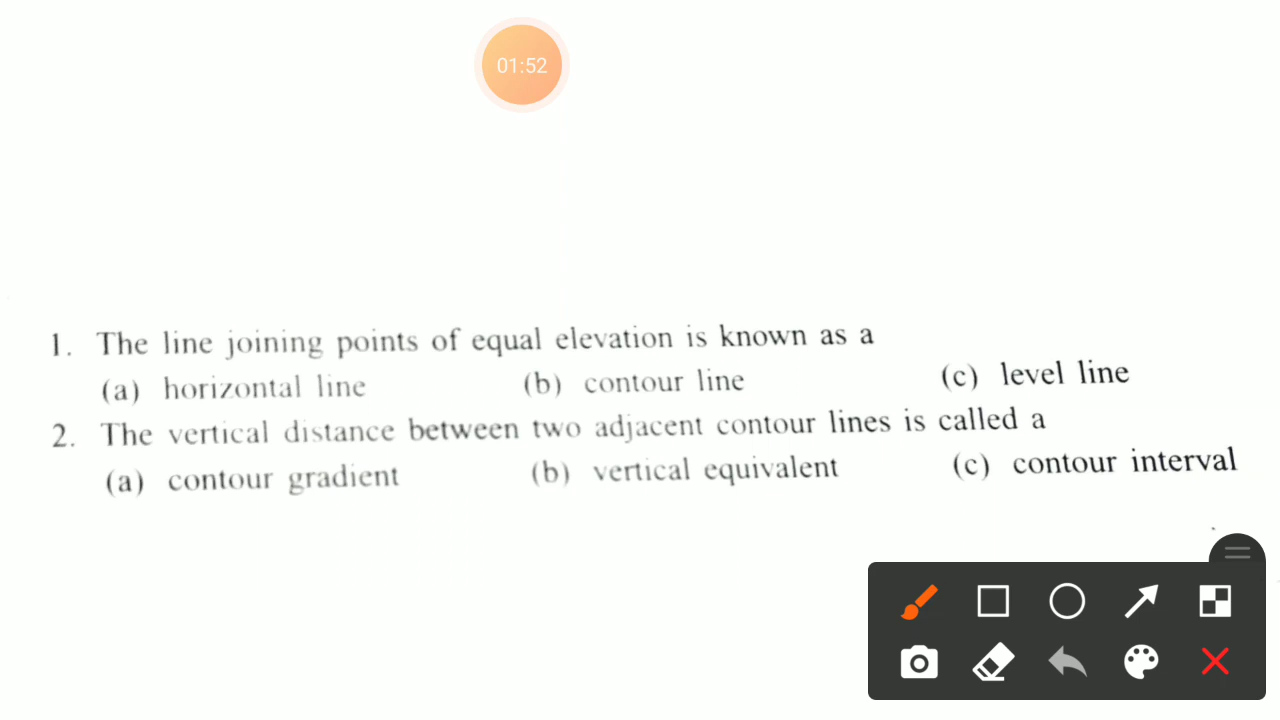 01:52
1. The line joining points of equal elevation is known as a
(a) horizontal line (b) contour line (c) level line
2. The vertical distance between two adjacent contour lines is called a
(a) contour gradient (b) vertical equivalent (c) contour interval